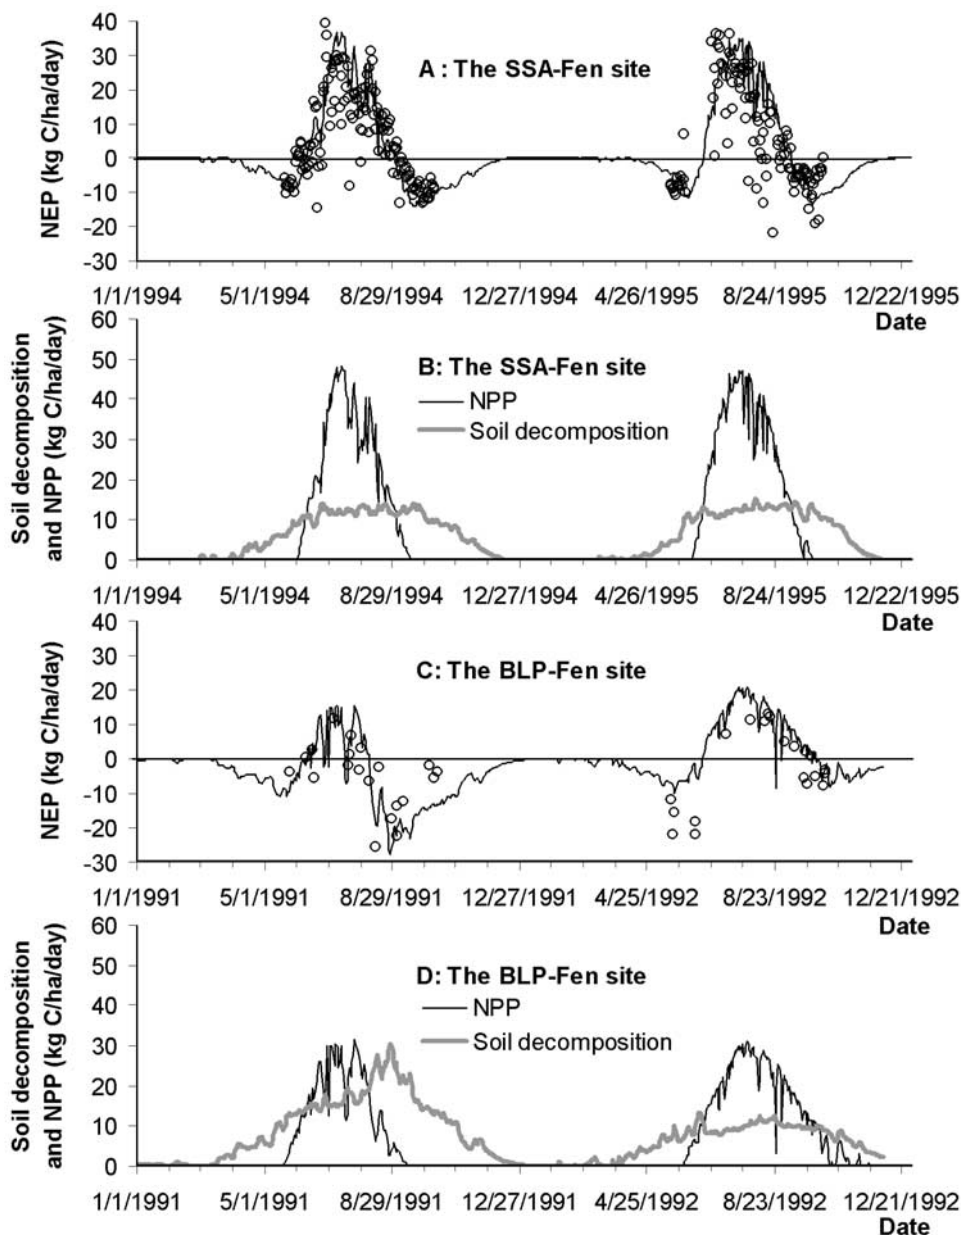 NEP (kg C/ha/day)
40
30
20
10
0
-10
-20
-30
A : The SSA-Fen site
1/1/1994 5/1/1994 8/29/1994 12/27/1994 4/26/1995 8/24/1995 12/22/1995
Date
Soil decomposition
and NPP (kg C/ha/day)
60
50
40
30
20
10
0
B: The SSA-Fen site
NPP
Soil decomposition
1/1/1994 5/1/1994 8/29/1994 12/27/1994 4/26/1995 8/24/1995 12/22/1995
Date
NEP (kg C/ha/day)
40
30
20
10
0
-10
-20
-30
C: The BLP-Fen site
1/1/1991 5/1/1991 8/29/1991 12/27/1991 4/25/1992 8/23/1992 12/21/1992
Date
Soil decomposition
and NPP (kg C/ha/day)
60
50
40
30
20
10
0
D: The BLP-Fen site
NPP
Soil decomposition
1/1/1991 5/1/1991 8/29/1991 12/27/1991 4/25/1992 8/23/1992 12/21/1992
Date